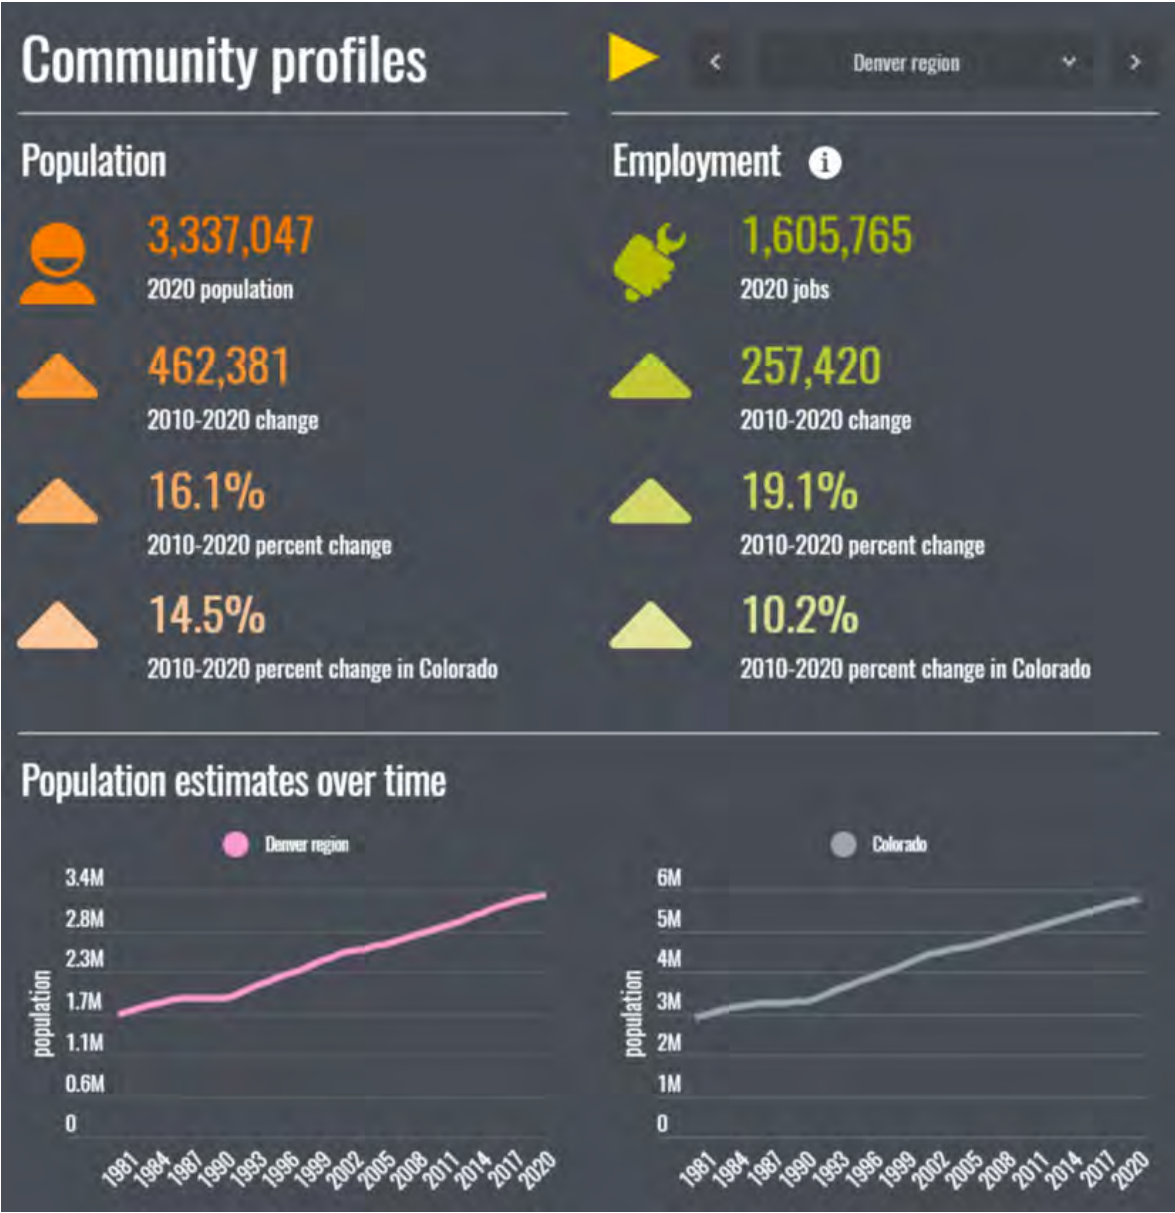 Community profiles
Denver region
Population
3,337,047
2020 population
462,381
2010-2020 change
16.1%
2010-2020 percent change
14.5%
2010-2020 percent change in Colorado
Employment
1,605,765
2020 jobs
257,420
2010-2020 change
19.1%
2010-2020 percent change
10.2%
2010-2020 percent change in Colorado
Population estimates over time
Denver region
3.4M
2.8M
2.3M
1.7M
1.1M
0.6M
0
population
1981 1984 1987 1990 1993 1996 1999 2002 2005 2008 2011 2014 2017 2020
Colorado
6M
5M
4M
3M
2M
1M
0
population
1981 1984 1987 1990 1993 1996 1999 2002 2005 2008 2011 2014 2017 2020